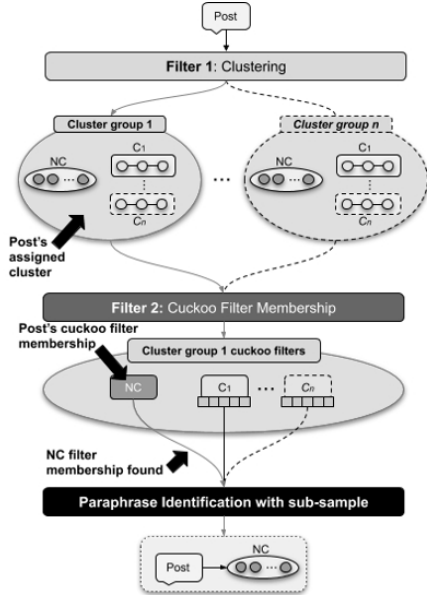 Post
Filter 1: Clustering
Cluster group 1
Cluster group n
NC
C1
Cn
...
NC
C1
Cn
Post's
assigned
cluster
Filter 2: Cuckoo Filter Membership
Post's cuckoo filter
membership
Cluster group 1 cuckoo filters
NC
C1
...
Cn
NC filter
membership found
Paraphrase Identification with sub-sample
Post
NC